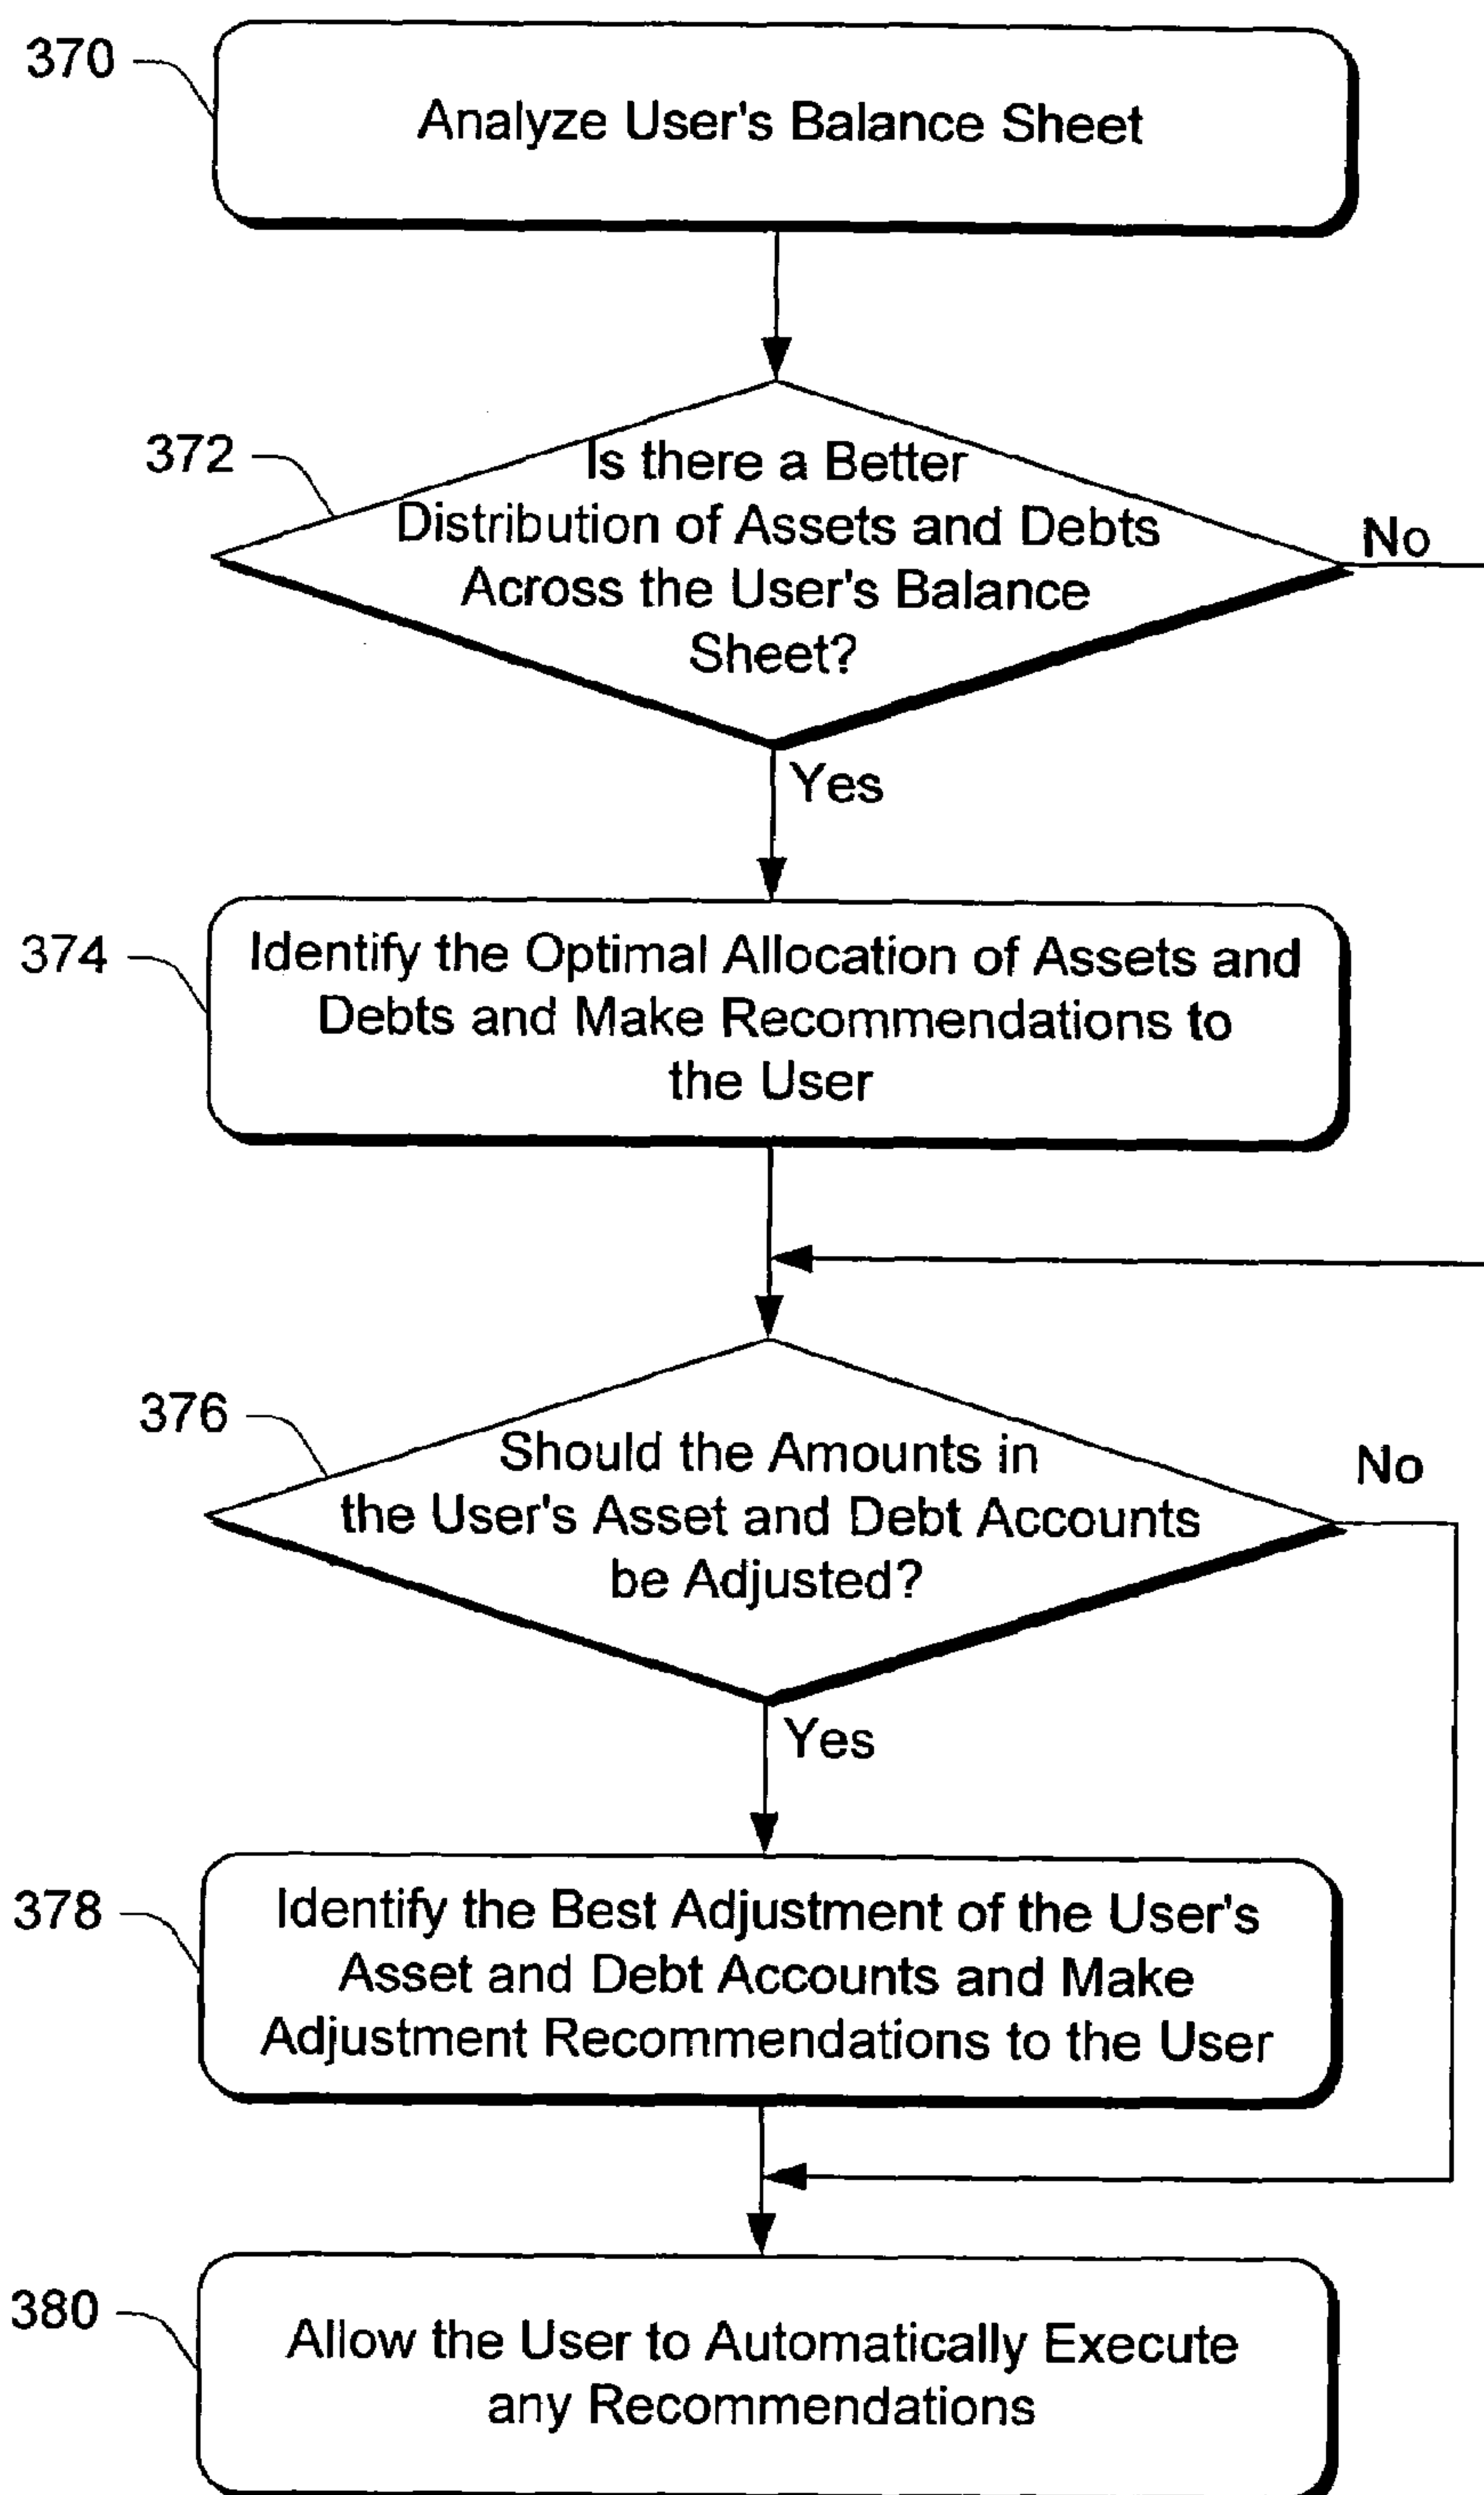 370
Analyze User's Balance Sheet
372
Is there a Better
Distribution of Assets and Debts
Across the User's Balance
Sheet?
No
Yes
374
Identify the Optimal Allocation of Assets and
Debts and Make Recommendations to
the User
376
Should the Amounts in
the User's Asset and Debt Accounts
be Adjusted?
No
Yes
378
Identify the Best Adjustment of the User's
Asset and Debt Accounts and Make
Adjustment Recommendations to the User
380
Allow the User to Automatically Execute
any Recommendations